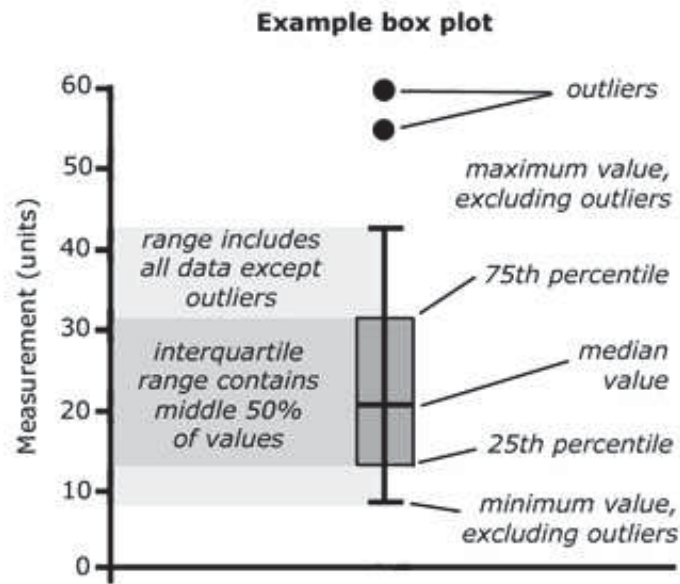 Example box plot
60
outliers
50
maximum value,
excluding outliers
Measurement (units)
40
range includes
all data except
outliers
75th percentile
30
interquartile
range contains
middle 50%
of values
median
value
20
25th percentile
10
minimum value,
excluding outliers
0